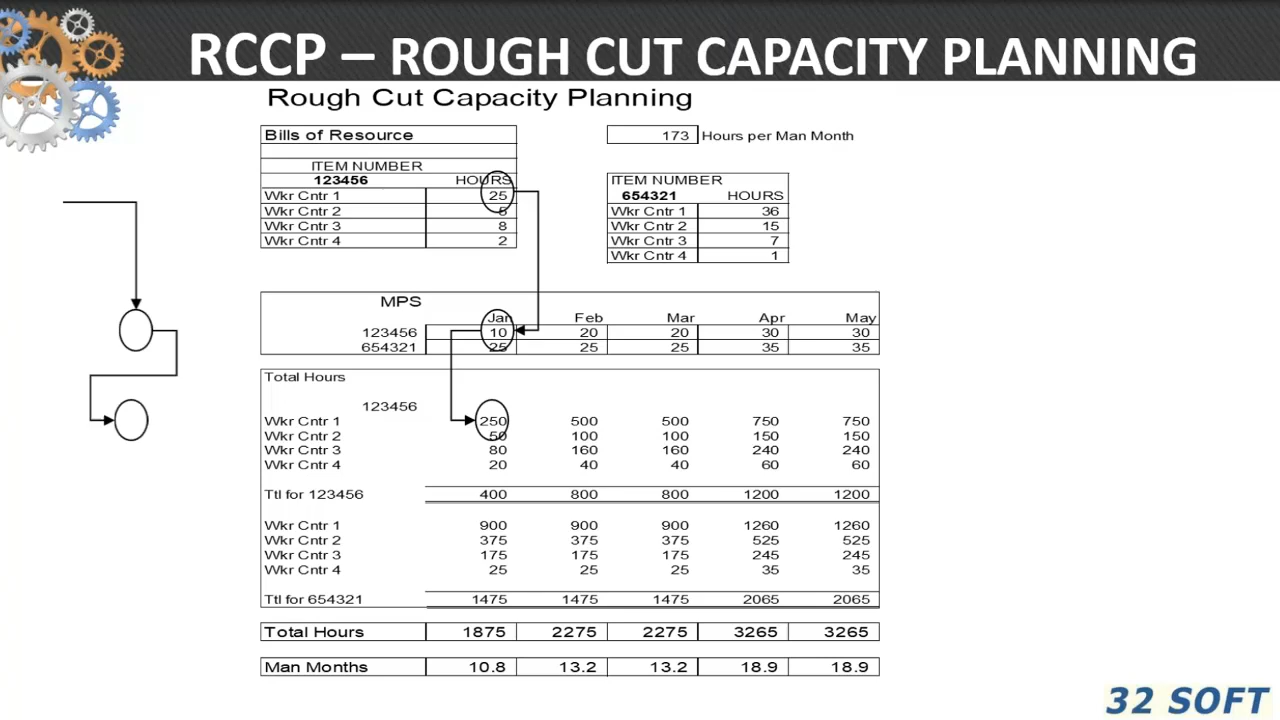 RCCP – ROUGH CUT CAPACITY PLANNING
Rough Cut Capacity Planning
Bills of Resource
173 Hours per Man Month
ITEM NUMBER
123456 HOURS
Wkr Cntr 1 25
Wkr Cntr 2 5
Wkr Cntr 3 8
Wkr Cntr 4 2
ITEM NUMBER
654321 HOURS
Wkr Cntr 1 36
Wkr Cntr 2 15
Wkr Cntr 3 7
Wkr Cntr 4 1
MPS
Jan Feb Mar Apr May
123456 10 20 20 30 30
654321 25 25 25 35 35
Total Hours
123456
Wkr Cntr 1 250 500 500 750 750
Wkr Cntr 2 50 100 100 150 150
Wkr Cntr 3 80 160 160 240 240
Wkr Cntr 4 20 40 40 60 60
Ttl for 123456 400 800 800 1200 1200
Wkr Cntr 1 900 900 900 1260 1260
Wkr Cntr 2 375 375 375 525 525
Wkr Cntr 3 175 175 175 245 245
Wkr Cntr 4 25 25 25 35 35
Ttl for 654321 1475 1475 1475 2065 2065
Total Hours 1875 2275 2275 3265 3265
Man Months 10.8 13.2 13.2 18.9 18.9
32 SOFT